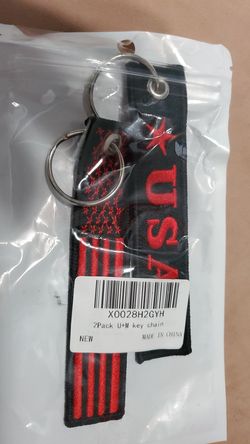 USA
X0028H2GYH
2Pack U+M key chain
NEW
MADE IN CHINA